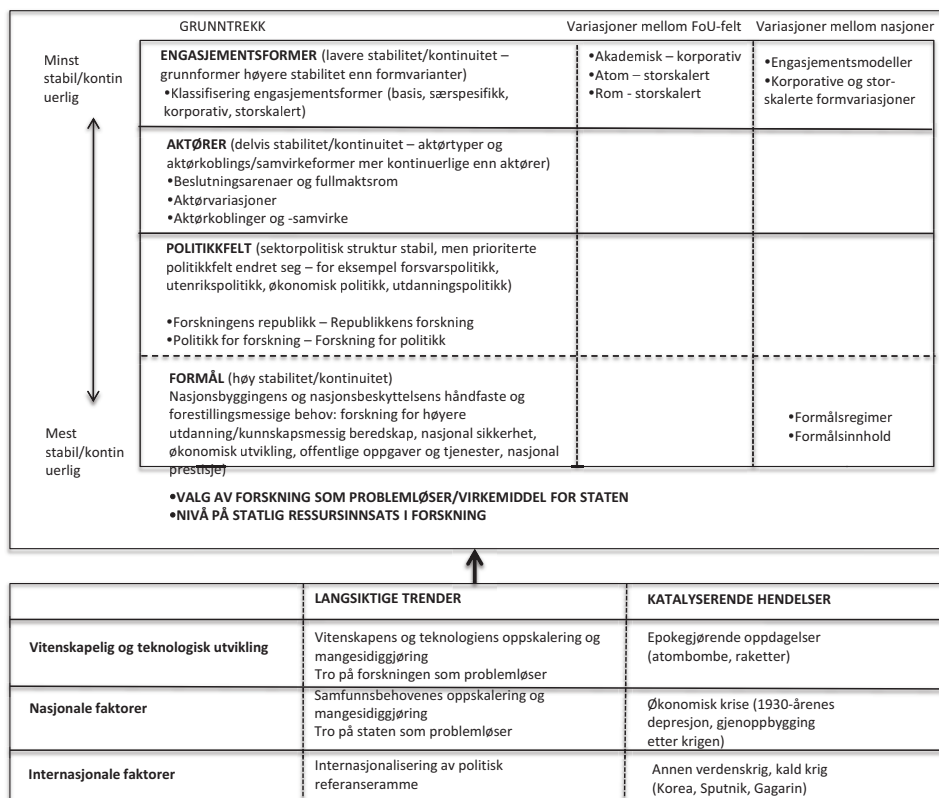 GRUNNTREKK
Variasjoner mellom FoU-felt
Variasjoner mellom nasjoner
Minst
stabil/kontin
uerlig
Mest
stabil/kontin
uerlig
ENGASJEMENTSFORMER (lavere stabilitet/kontinuitet –
grunnformer høyere stabilitet enn formvarianter)
•Klassifisering engasjementsformer (basis, særspesifikk,
korporativ, storskalert)
•Akademisk – korporativ
•Atom – storskalert
•Rom - storskalert
•Engasjementsmodeller
•Korporative og stor-
skalerte formvariasjoner
AKTØRER (delvis stabilitet/kontinuitet – aktørtyper og
aktørkoblings/samvirkeformer mer kontinuerlige enn aktører)
•Beslutningsarenaer og fullmaktsrom
•Aktørvariasjoner
•Aktørkoblinger og -samvirke
POLITIKKFELT (sektorpolitisk struktur stabil, men prioriterte
politikkfelt endret seg – for eksempel forsvarspolitikk,
utenrikspolitikk, økonomisk politikk, utdanningspolitikk)
•Forskningens republikk – Republikkens forskning
•Politikk for forskning – Forskning for politikk
FORMÅL (høy stabilitet/kontinuitet)
Nasjonsbyggingens og nasjonsbeskyttelsens håndfaste og
forestillingsmessige behov: forskning for høyere
utdanning/kunnskapsmessig beredskap, nasjonal sikkerhet,
økonomisk utvikling, offentlige oppgaver og tjenester, nasjonal
prestisje)
•Formålsregimer
•Formålsinnhold
•VALG AV FORSKNING SOM PROBLEMLØSER/VIRKEMIDDEL FOR STATEN
•NIVÅ PÅ STATLIG RESSURSINNSATS I FORSKNING
LANGSIKTIGE TRENDER
KATALYSERENDE HENDELSER
Vitenskapelig og teknologisk utvikling
Vitenskapens og teknologiens oppskalering og
mangesidiggjøring
Tro på forskningen som problemløser
Epokegjørende oppdagelser
(atombombe, raketter)
Nasjonale faktorer
Samfunnsbehovenes oppskalering og
mangesidiggjøring
Tro på staten som problemløser
Økonomisk krise (1930-årenes
depresjon, gjenoppbygging
etter krigen)
Internasjonale faktorer
Internasjonalisering av politisk
referanseramme
Annen verdenskrig, kald krig
(Korea, Sputnik, Gagarin)